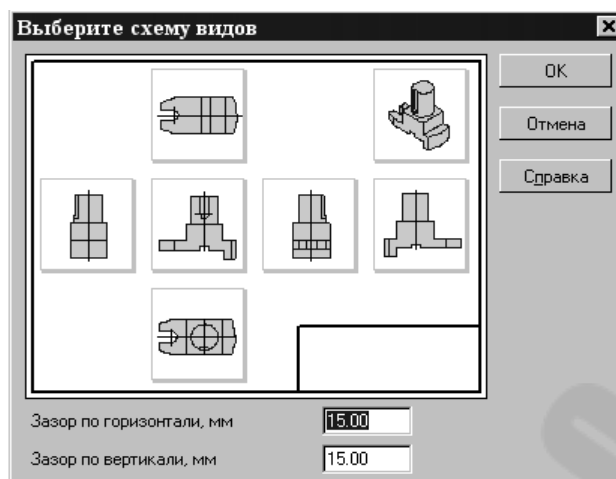 Выберите схему видов
OK
Отмена
Справка
Зазор по горизонтали, мм 15.00
Зазор по вертикали, мм 15.00